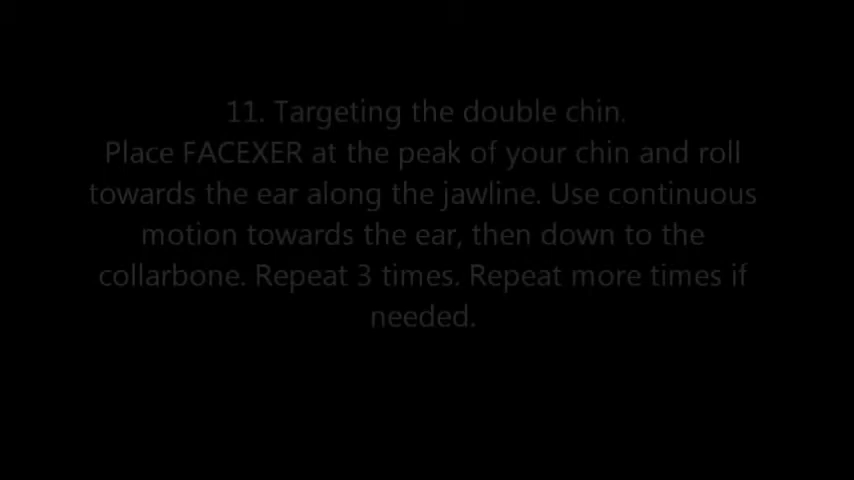 11. Targeting the double chin.
Place FACEXER at the peak of your chin and roll
towards the ear along the jawline. Use continuous
motion towards the ear, then down to the
collarbone. Repeat 3 times. Repeat more times if
needed.